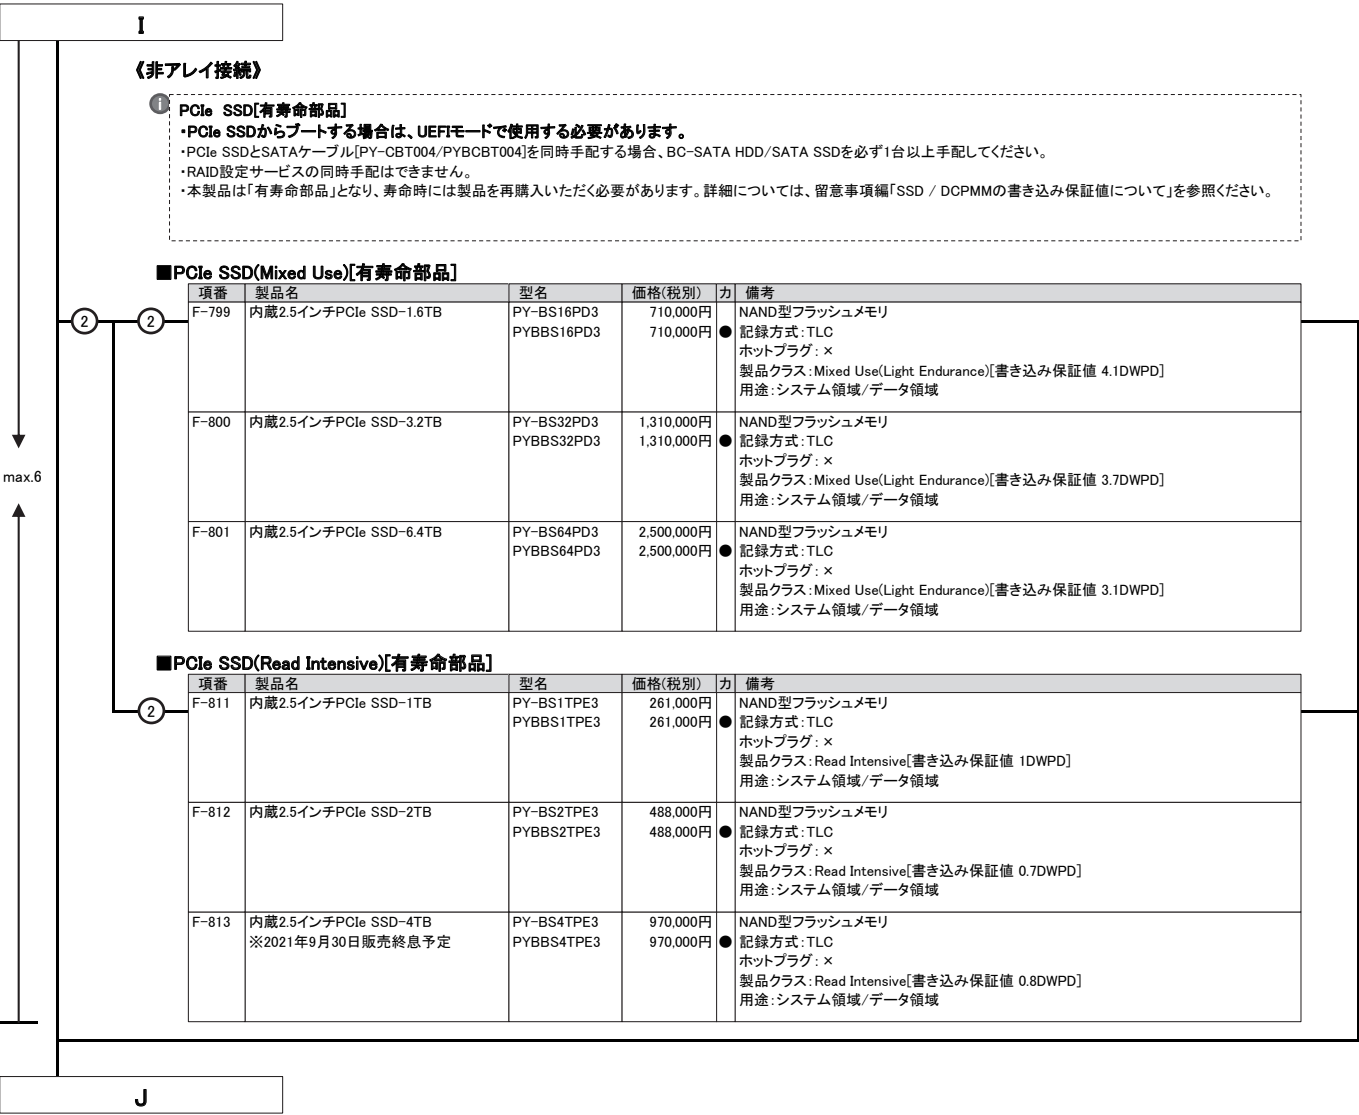 I
《非アレイ接続》
i
PCIe SSD[有寿命部品]
・PCIe SSDからブートする場合は、UEFIモードで使用する必要があります。
・PCIe SSDとSATAケーブル[PY-CBT004/PYBCBT004]を同時手配する場合、BC-SATA HDD/SATA SSDを必ず1台以上手配してください。
・RAID設定サービスの同時手配はできません。
・本製品は「有寿命部品」となり、寿命時には製品を再購入いただく必要があります。詳細については、留意事項編「SSD / DCPMMの書き込み保証値について」を参照ください。
■PCIe SSD(Mixed Use)[有寿命部品]
項番 製品名 型名 価格(税別) カ 備考
② ② F-799 内蔵2.5インチPCIe SSD-1.6TB PY-BS16PD3 710,000円 NAND型フラッシュメモリ
PYBBS16PD3 710,000円 ● 記録方式:TLC
ホットプラグ:×
製品クラス:Mixed Use(Light Endurance)[書き込み保証値 4.1DWPD]
用途:システム領域/データ領域
F-800 内蔵2.5インチPCIe SSD-3.2TB PY-BS32PD3 1,310,000円 NAND型フラッシュメモリ
PYBBS32PD3 1,310,000円 ● 記録方式:TLC
ホットプラグ:×
max.6
製品クラス:Mixed Use(Light Endurance)[書き込み保証値 3.7DWPD]
用途:システム領域/データ領域
F-801 内蔵2.5インチPCIe SSD-6.4TB PY-BS64PD3 2,500,000円 NAND型フラッシュメモリ
PYBBS64PD3 2,500,000円 ● 記録方式:TLC
ホットプラグ:×
製品クラス:Mixed Use(Light Endurance)[書き込み保証値 3.1DWPD]
用途:システム領域/データ領域
■PCIe SSD(Read Intensive)[有寿命部品]
項番 製品名 型名 価格(税別) カ 備考
② F-811 内蔵2.5インチPCIe SSD-1TB PY-BS1TPE3 261,000円 NAND型フラッシュメモリ
PYBBS1TPE3 261,000円 ● 記録方式:TLC
ホットプラグ:×
製品クラス:Read Intensive[書き込み保証値 1DWPD]
用途:システム領域/データ領域
F-812 内蔵2.5インチPCIe SSD-2TB PY-BS2TPE3 488,000円 NAND型フラッシュメモリ
PYBBS2TPE3 488,000円 ● 記録方式:TLC
ホットプラグ:×
製品クラス:Read Intensive[書き込み保証値 0.7DWPD]
用途:システム領域/データ領域
F-813 内蔵2.5インチPCIe SSD-4TB PY-BS4TPE3 970,000円 NAND型フラッシュメモリ
※2021年9月30日販売終息予定 PYBBS4TPE3 970,000円 ● 記録方式:TLC
ホットプラグ:×
製品クラス:Read Intensive[書き込み保証値 0.8DWPD]
用途:システム領域/データ領域
J